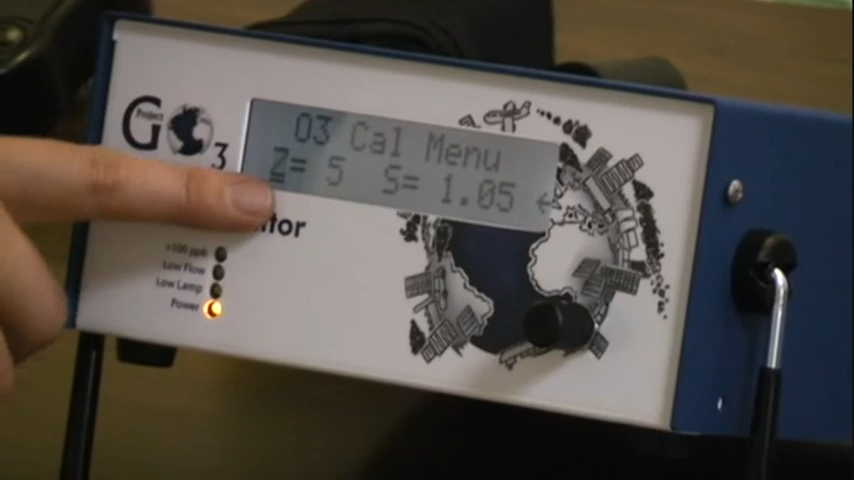 Project
GO3
O3 Cal Menu
Z= 5 S= 1.05 ←
itor
>100 ppb
Low Flow
Low Lamp
Power